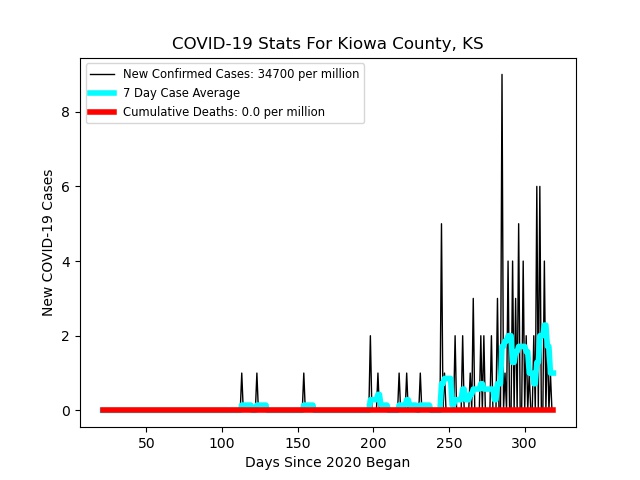 COVID-19 Stats For Kiowa County, KS
New Confirmed Cases: 34700 per million
7 Day Case Average
Cumulative Deaths: 0.0 per million
New COVID-19 Cases
8
6
4
2
0
50 100 150 200 250 300
Days Since 2020 Began